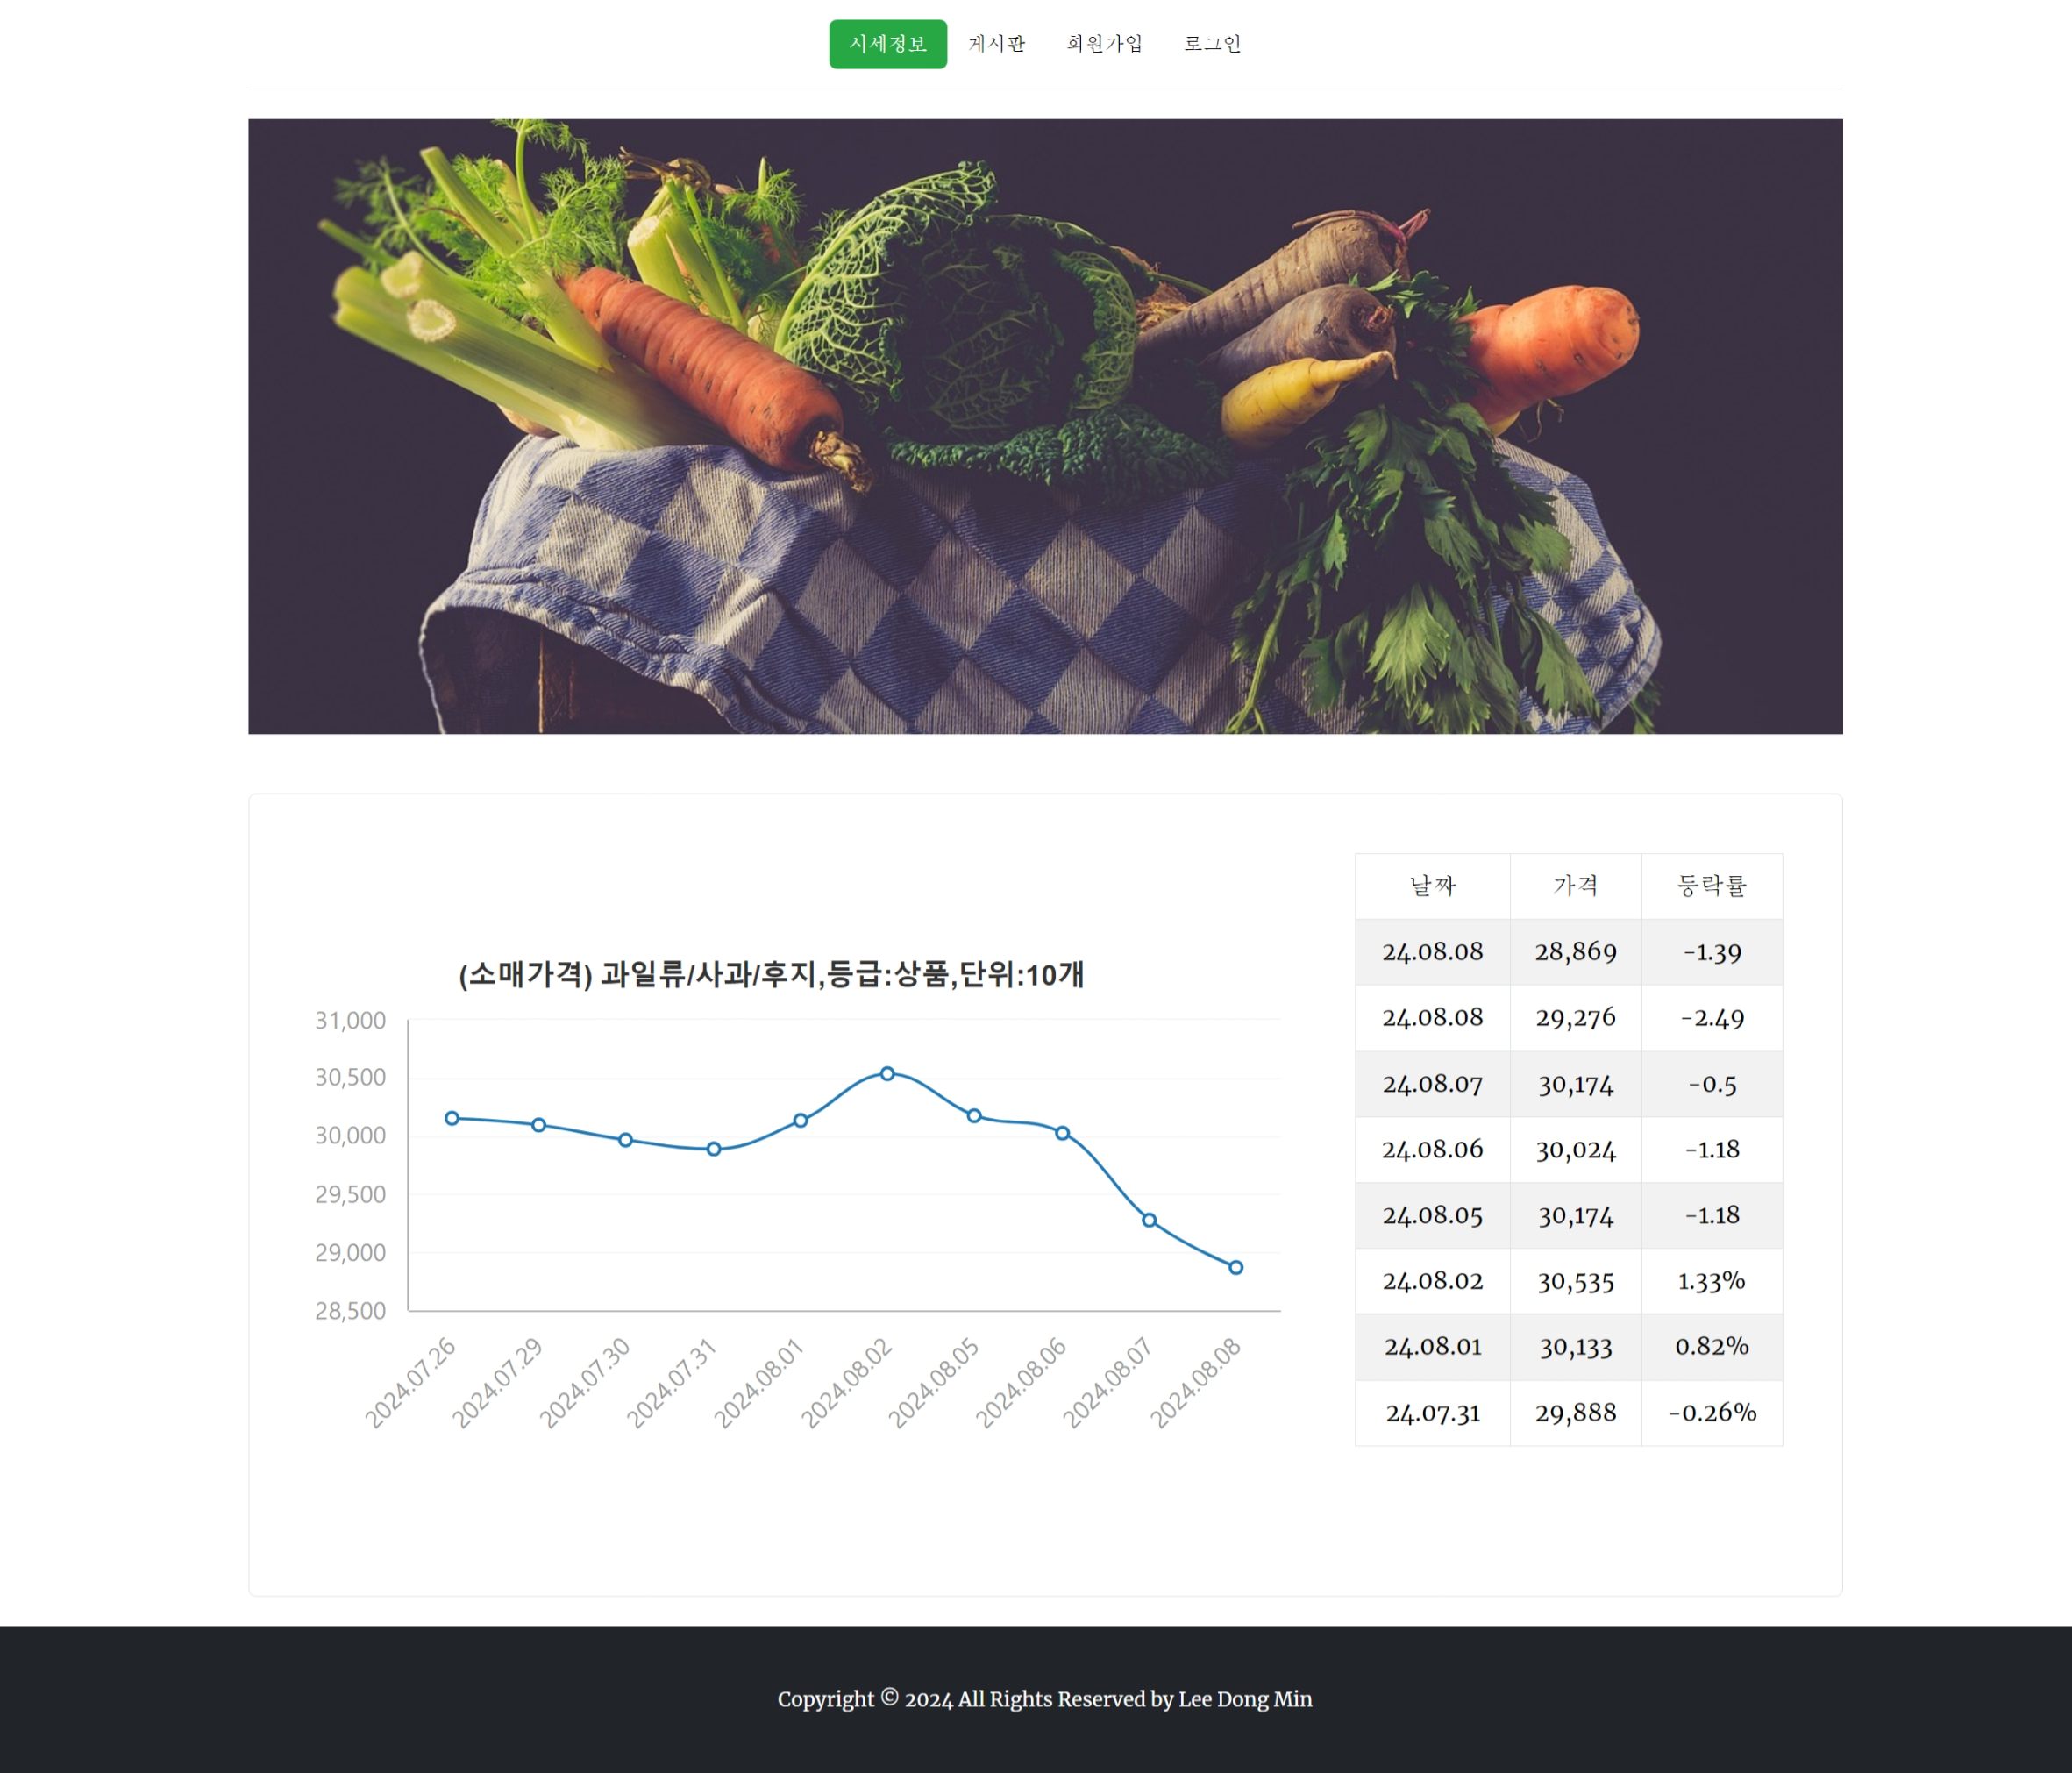 시세정보 게시판 회원가입 로그인
(소매가격) 과일류/사과/후지,등급:상품,단위:10개
31,000
30,500
30,000
29,500
29,000
28,500
2024.07.26 2024.07.29 2024.07.30 2024.07.31 2024.08.01 2024.08.02 2024.08.05 2024.08.06 2024.08.07 2024.08.08
날짜 가격 등락률
24.08.08 28,869 -1.39
24.08.08 29,276 -2.49
24.08.07 30,174 -0.5
24.08.06 30,024 -1.18
24.08.05 30,174 -1.18
24.08.02 30,535 1.33%
24.08.01 30,133 0.82%
24.07.31 29,888 -0.26%
Copyright © 2024 All Rights Reserved by Lee Dong Min